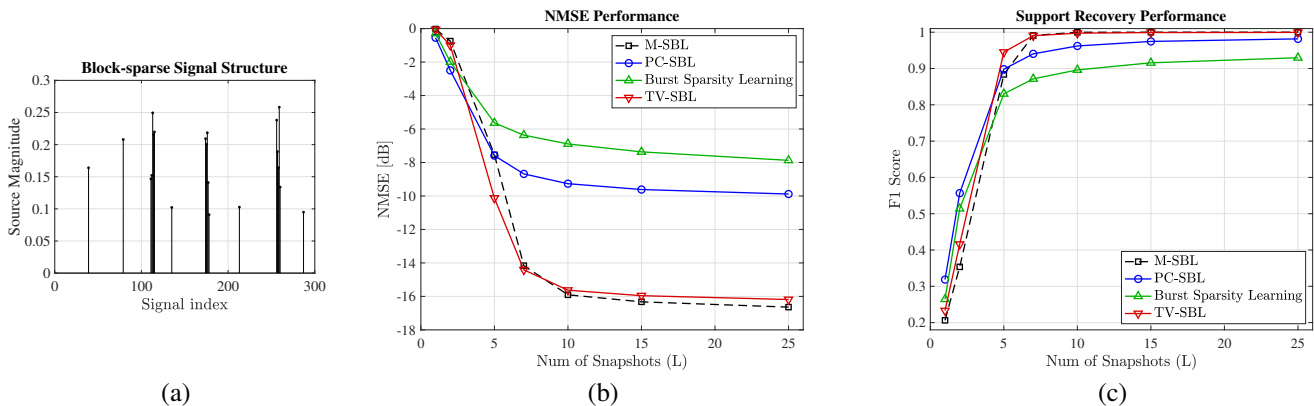 Block-sparse Signal Structure
Source Magnitude
0.3
0.25
0.2
0.15
0.1
0.05
0
0 100 200 300
Signal index
(a)
NMSE Performance
NMSE [dB]
0
-2
-4
-6
-8
-10
-12
-14
-16
-18
M-SBL
PC-SBL
Burst Sparsity Learning
TV-SBL
0 5 10 15 20 25
Num of Snapshots (L)
(b)
Support Recovery Performance
F1 Score
1
0.9
0.8
0.7
0.6
0.5
0.4
0.3
0.2
M-SBL
PC-SBL
Burst Sparsity Learning
TV-SBL
0 5 10 15 20 25
Num of Snapshots (L)
(c)